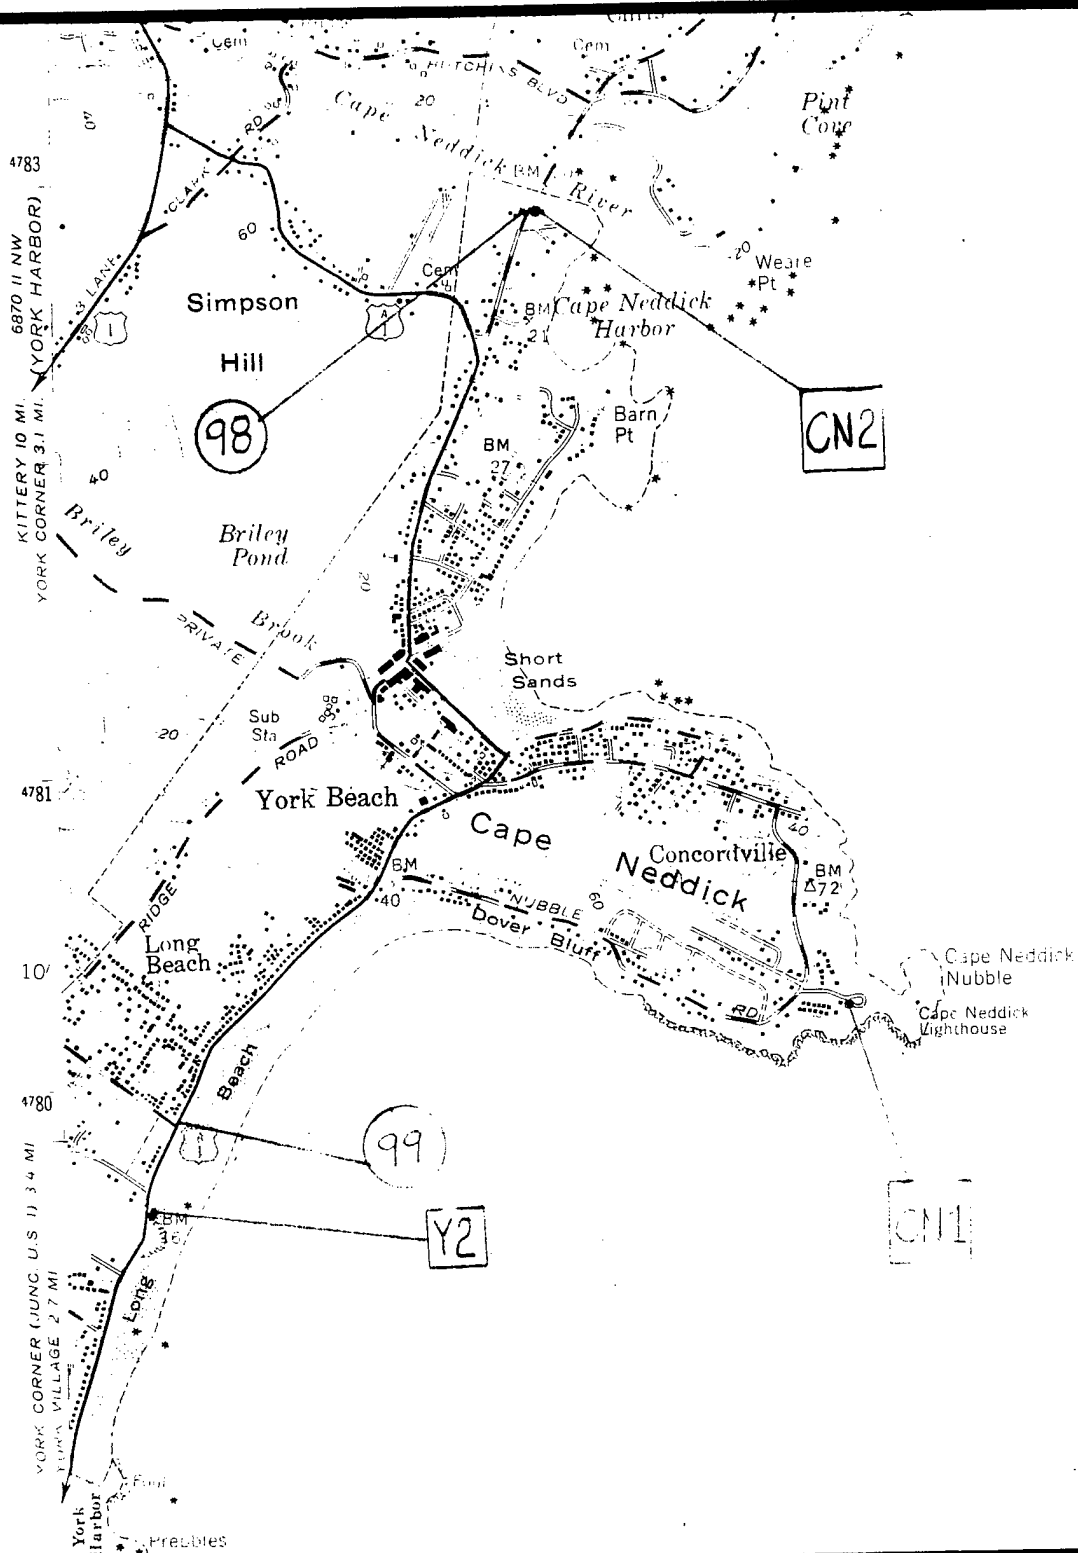 Cem
Cem
HUTCHINS BLVD
20
Cape Neddick River
Pint
Cove
40
CLARK RD
BM
4783
60
20
Weare
Pt
6870 II NW
(YORK HARBOR)
3 LANE
1
Simpson
Hill
Cem
A
1
BM
21
Cape Neddick
Harbor
98
Barn
Pt
CN2
BM
27
KITTERY 10 MI.
YORK CORNER 3.1 MI.
40
Briley
Brook
Briley
Pond
20
PRIVATE
Short
Sands
Sub
Sta
20
RIDGE ROAD
4781
York Beach
Cape
Neddick
Concordville
40
BM
72
BM
40
NUBBLE
RD
60
Dover Bluff
Long
Beach
10'
Cape Neddick
Nubble
Cape Neddick
Lighthouse
Long
Beach
4780
A
1
99
Y2
CN1
BM
16
YORK CORNER (JUNC. U.S 1) 3.4 MI
YORK VILLAGE 2.7 MI
York
Harbor
Prebbles